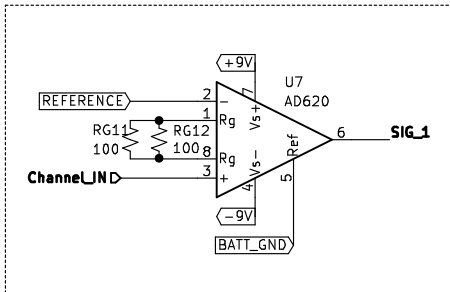 +9V
U7
AD620
REFERENCE
2
-
7
Vs+
1
Rg
RG11
100
RG12
100
6
SIG_1
Ref
8
Rg
Channel_IN
3
+
Vs-
4
5
-9V
BATT_GND